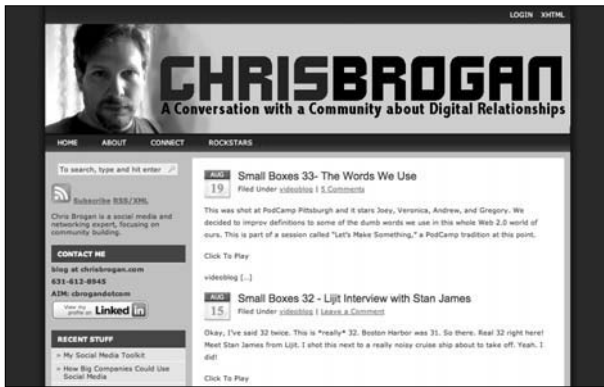 LOGIN XHTML
CHRISBROGAN
A Conversation with a Community about Digital Relationships
HOME ABOUT CONNECT ROCKSTARS
To search, type and hit enter
Subscribe RSS/XML
Chris Brogan is a social media and
networking expert, focusing on
community building.
CONTACT ME
blog at chrisbrogan.com
631-612-8945
AIM: cbrogandotcom
View my
profile on Linked in
RECENT STUFF
» My Social Media Toolkit
» How Big Companies Could Use
Social Media
AUG
19
Small Boxes 33- The Words We Use
Filed Under videoblog | 5 Comments
This was shot at PodCamp Pittsburgh and it stars Joey, Veronica, Andrew, and Gregory. We
decided to improv definitions to some of the dumb words we use in this whole Web 2.0 world of
ours. This is part of a session called "Let's Make Something," a PodCamp tradition at this point.
Click To Play
videoblog [...]
AUG
15
Small Boxes 32 - Lijit Interview with Stan James
Filed Under videoblog | Leave a Comment
Okay, I've said 32 twice. This is *really* 32. Boston Harbor was 31. So there. Real 32 right here!
Meet Stan James from Lijit. I shot this next to a really noisy cruise ship about to take off. Yeah. I
did!
Click To Play